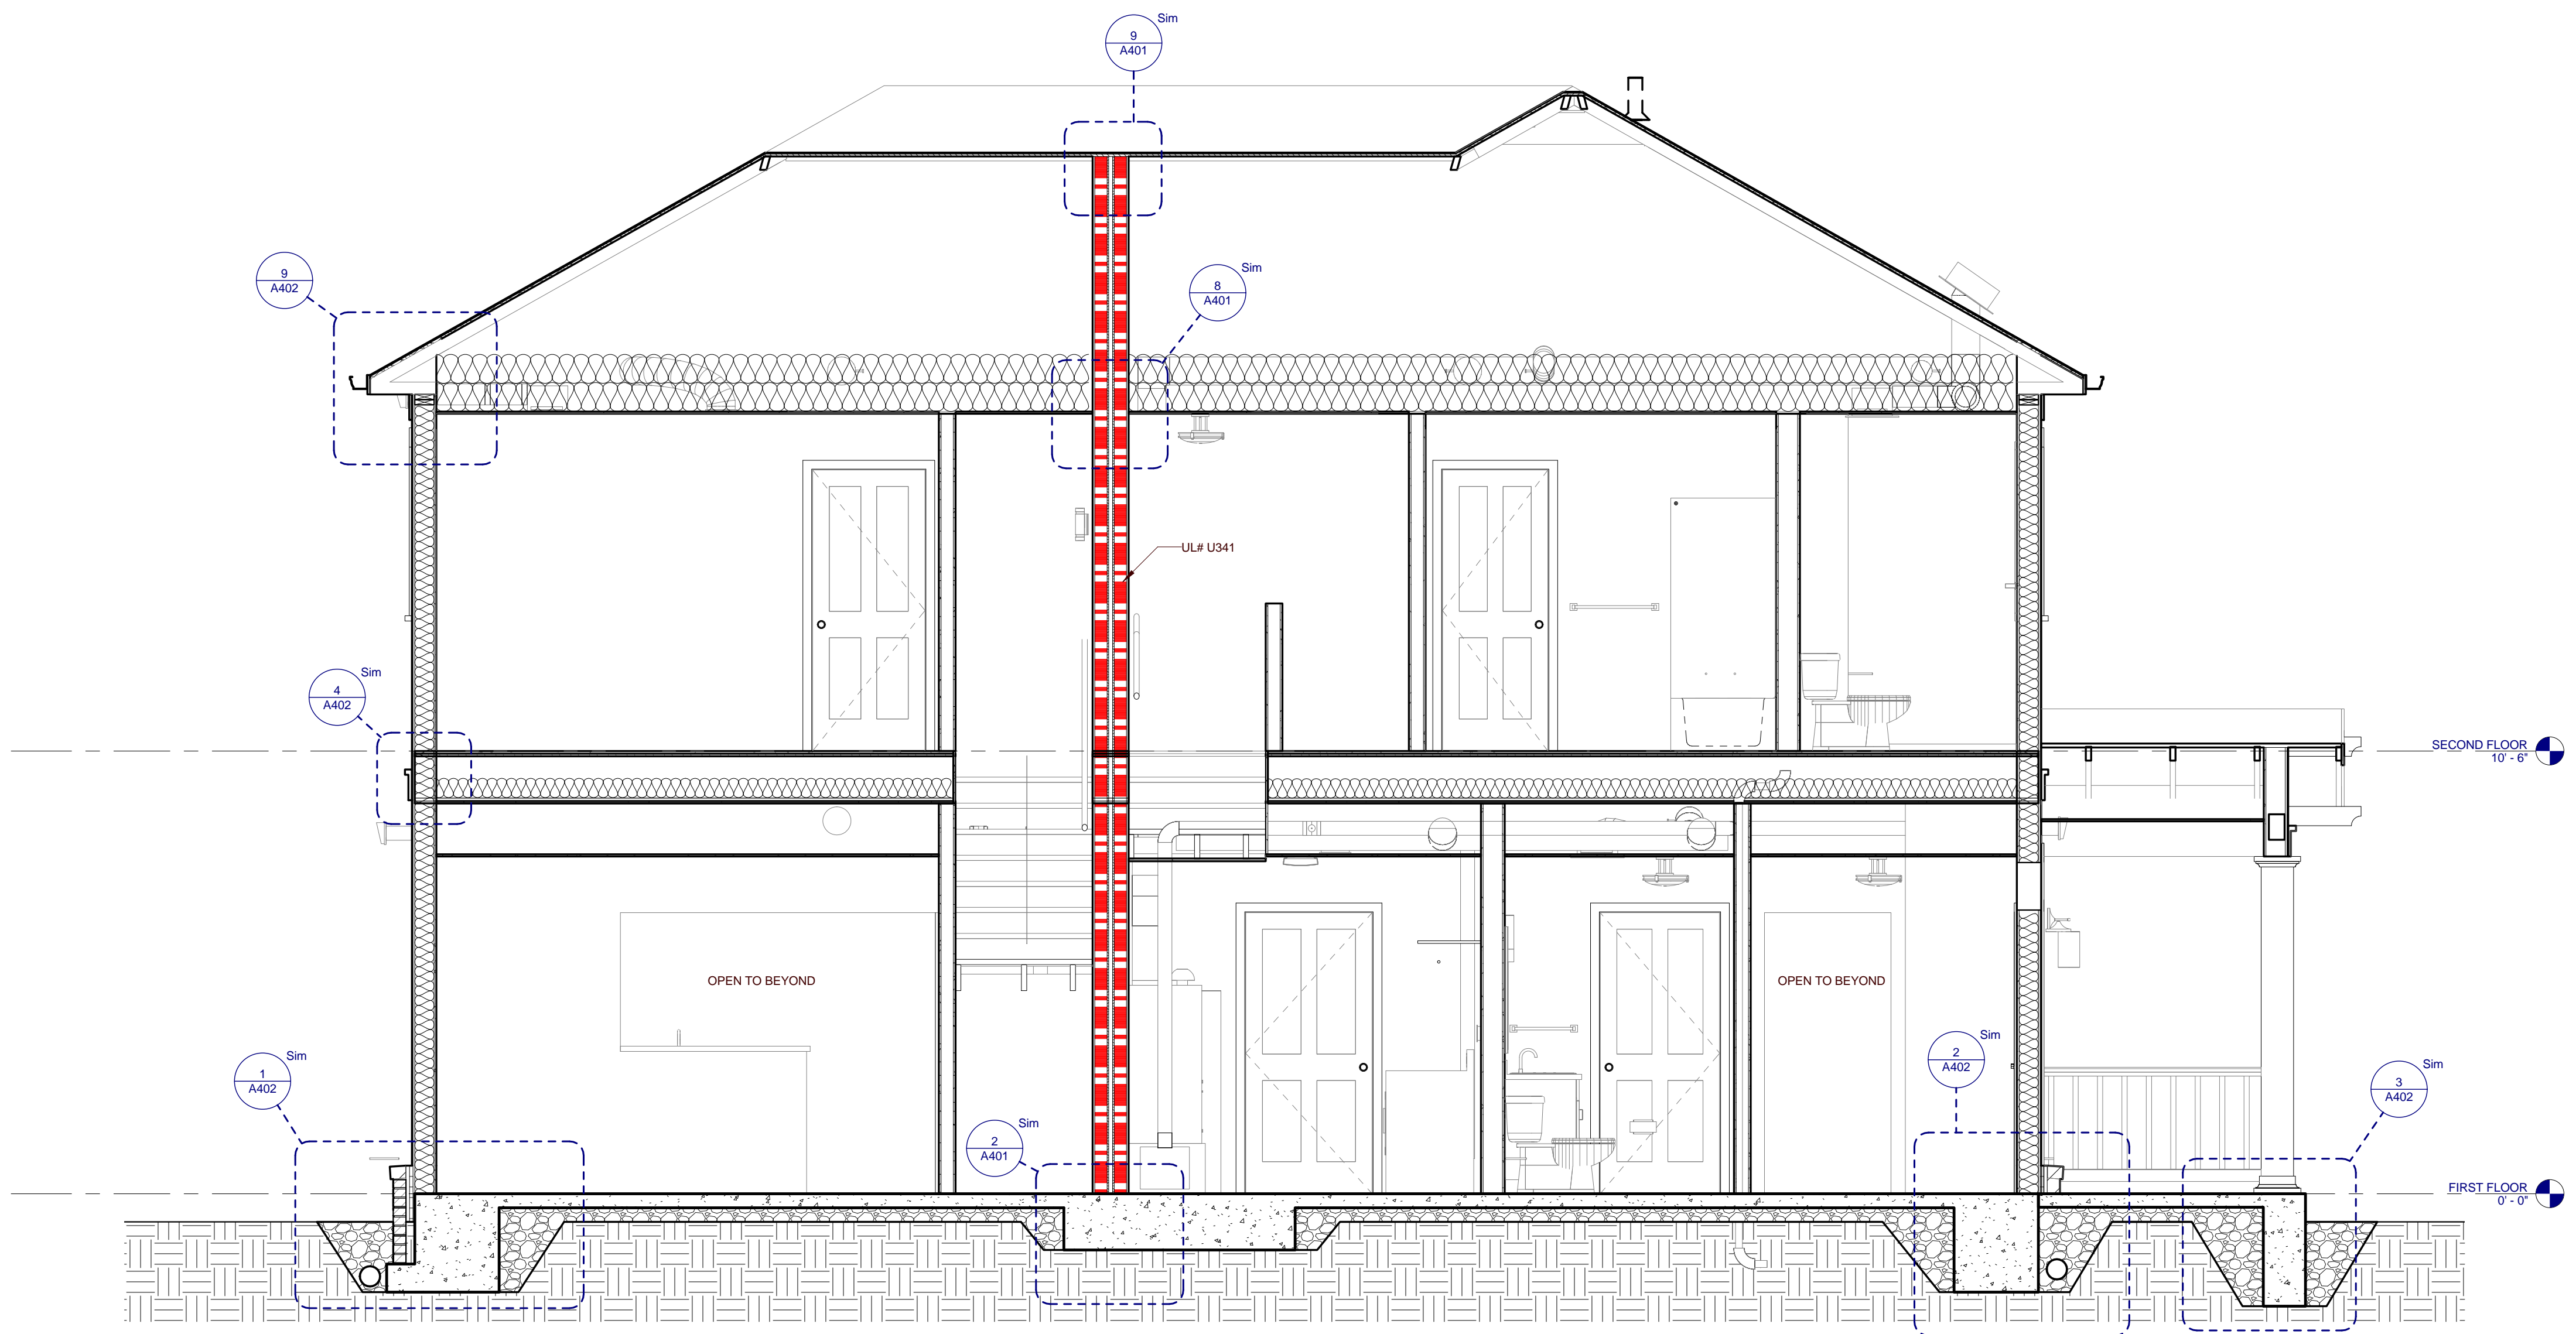 Sim
9
A401
Sim
9
A402
8
A401
UL# U341
Sim
4
A402
SECOND FLOOR
10' - 6"
OPEN TO BEYOND
OPEN TO BEYOND
Sim
1
A402
Sim
2
A402
Sim
3
A402
Sim
2
A401
FIRST FLOOR
0' - 0"